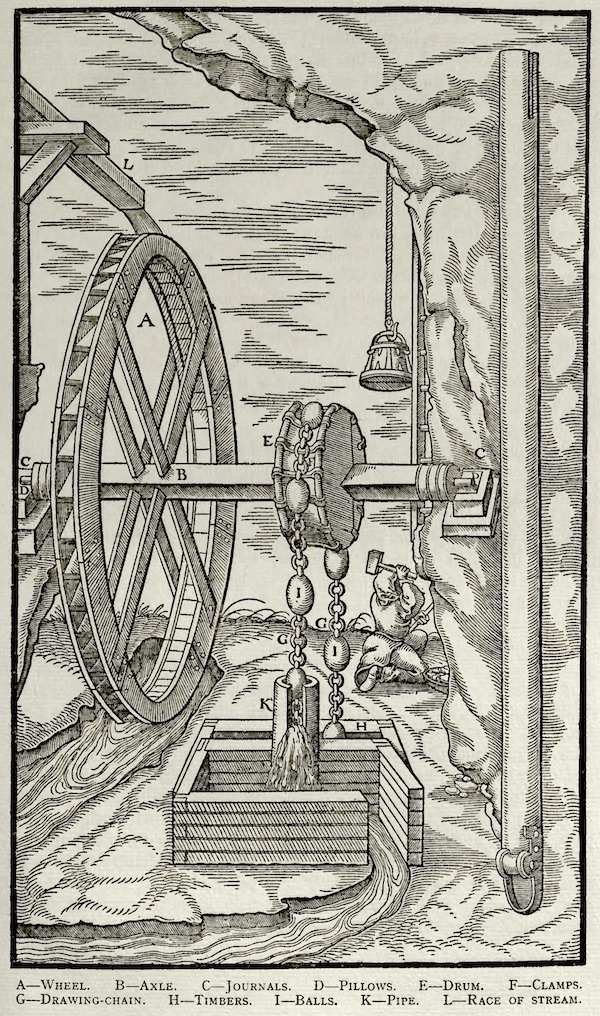 L
A
E
C
C
B
D
I
G
G
I
K
H
A—Wheel. B—Axle. C—Journals. D—Pillows. E—Drum. F—Clamps.
G—Drawing-chain. H—Timbers. I—Balls. K—Pipe. L—Race of stream.